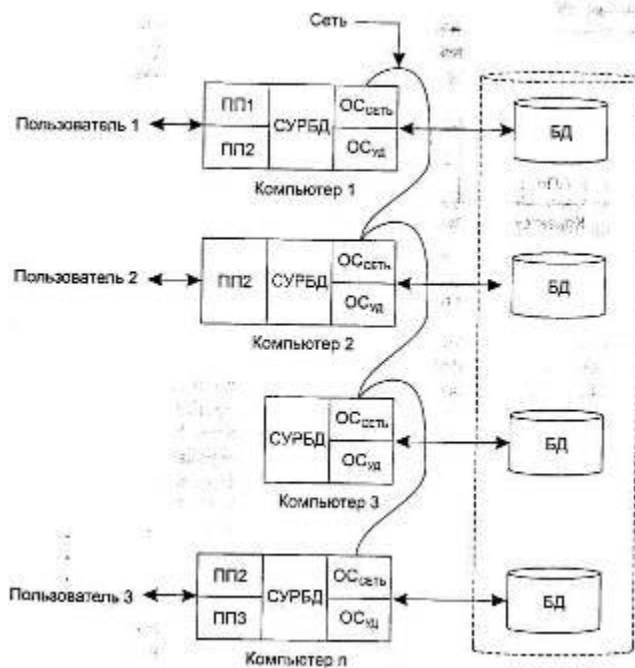 Сеть
Пользователь 1
ПП1
ПП2
СУРБД
ОСсеть
ОСуд
БД
Компьютер 1
Пользователь 2
ПП2
СУРБД
ОСсеть
ОСуд
БД
Компьютер 2
СУРБД
ОСсеть
ОСуд
БД
Компьютер 3
Пользователь 3
ПП2
ПП3
СУРБД
ОСсеть
ОСуд
БД
Компьютер n